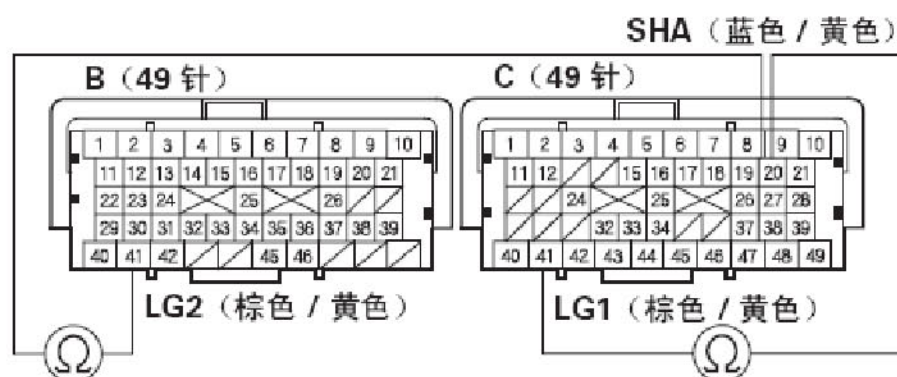 SHA（蓝色 / 黄色）
B（49 针）
C（49 针）
1 2 3 4 5 6 7 8 9 10
11 12 13 14 15 16 17 18 19 20 21
22 23 24 25 26
29 30 31 32 33 34 35 36 37 38 39
40 41 42 45 46
1 2 3 4 5 6 7 8 9 10
11 12 15 16 17 18 19 20 21
24 25 26 27 28
32 33 34 37 38 39
40 41 42 43 44 45 46 47 48 49
LG2（棕色 / 黄色）
LG1（棕色 / 黄色）
Ω
Ω